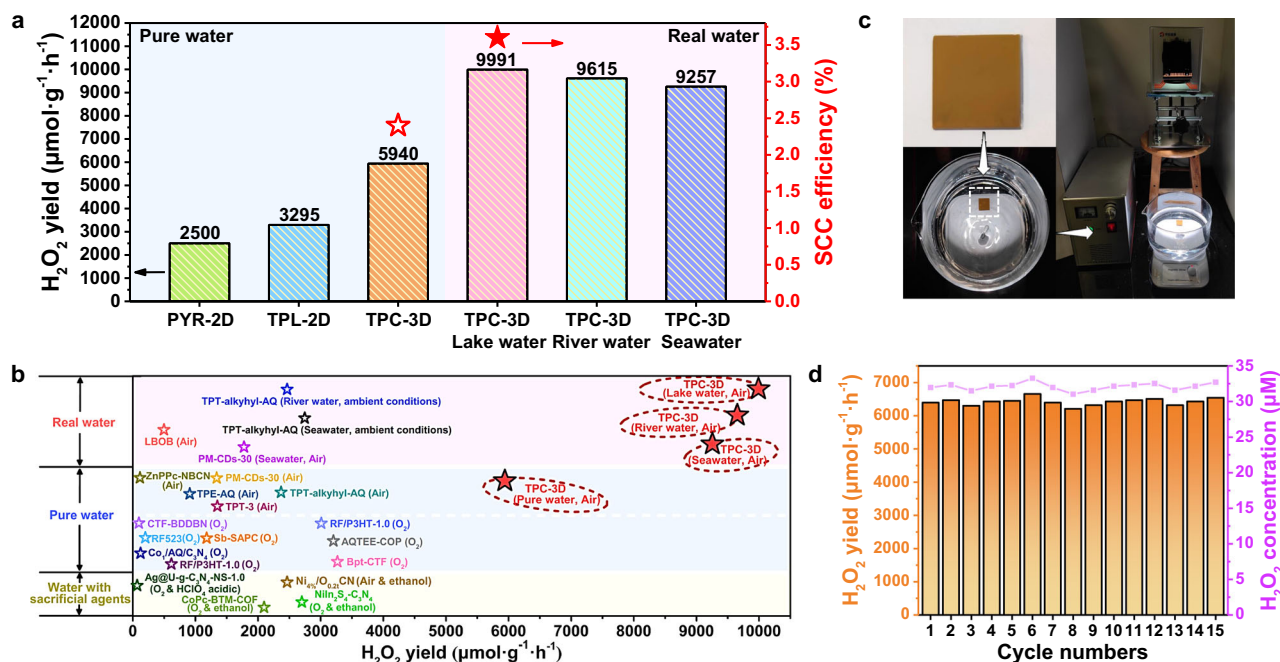 a
12000
11000
10000
9000
8000
7000
6000
5000
4000
3000
2000
1000
0
H₂O₂ yield (μmol·g⁻¹·h⁻¹)
Pure water
Real water
2500
3295
5940
9991
9615
9257
PYR-2D
TPL-2D
TPC-3D
TPC-3D
Lake water
TPC-3D
River water
TPC-3D
Seawater
3.5
3.0
2.5
2.0
1.5
1.0
0.5
0.0
SCC efficiency (%)
b
Real water
Pure water
Water with
sacrificial agents
TPT-alkyhyl-AQ (River water, ambient conditions)
TPT-alkyhyl-AQ (Seawater, ambient conditions)
LBOB (Air)
PM-CDs-30 (Seawater, Air)
TPC-3D
(Lake water, Air)
TPC-3D
(River water, Air)
TPC-3D
(Seawater, Air)
ZnPPc-NBCN
(Air)
PM-CDs-30 (Air)
TPE-AQ (Air)
TPT-alkyhyl-AQ (Air)
TPT-3 (Air)
TPC-3D
(Pure water, Air)
CTF-BDDBN (O₂)
RF/P3HT-1.0 (O₂)
RF523(O₂)
Sb-SAPC (O₂)
AQTEE-COP (O₂)
Co₁/AQ/C₃N₄ (O₂)
RF/P3HT-1.0 (O₂)
Bpt-CTF (O₂)
Ag@U-g-C₃N₄-NS-1.0
(O₂ & HClO₄ acidic)
Ni₄%/O₀.₂tCN (Air & ethanol)
CoPc-BTM-COF
(O₂ & ethanol)
NiIn₂S₄-C₃N₄
(O₂ & ethanol)
0 1000 2000 3000 4000 5000 6000 7000 8000 9000 10000
H₂O₂ yield (μmol·g⁻¹·h⁻¹)
c
d
7000
6000
5000
4000
3000
2000
1000
0
H₂O₂ yield (μmol·g⁻¹·h⁻¹)
1 2 3 4 5 6 7 8 9 10 11 12 13 14 15
Cycle numbers
35
30
25
20
15
10
5
0
H₂O₂ concentration (μM)